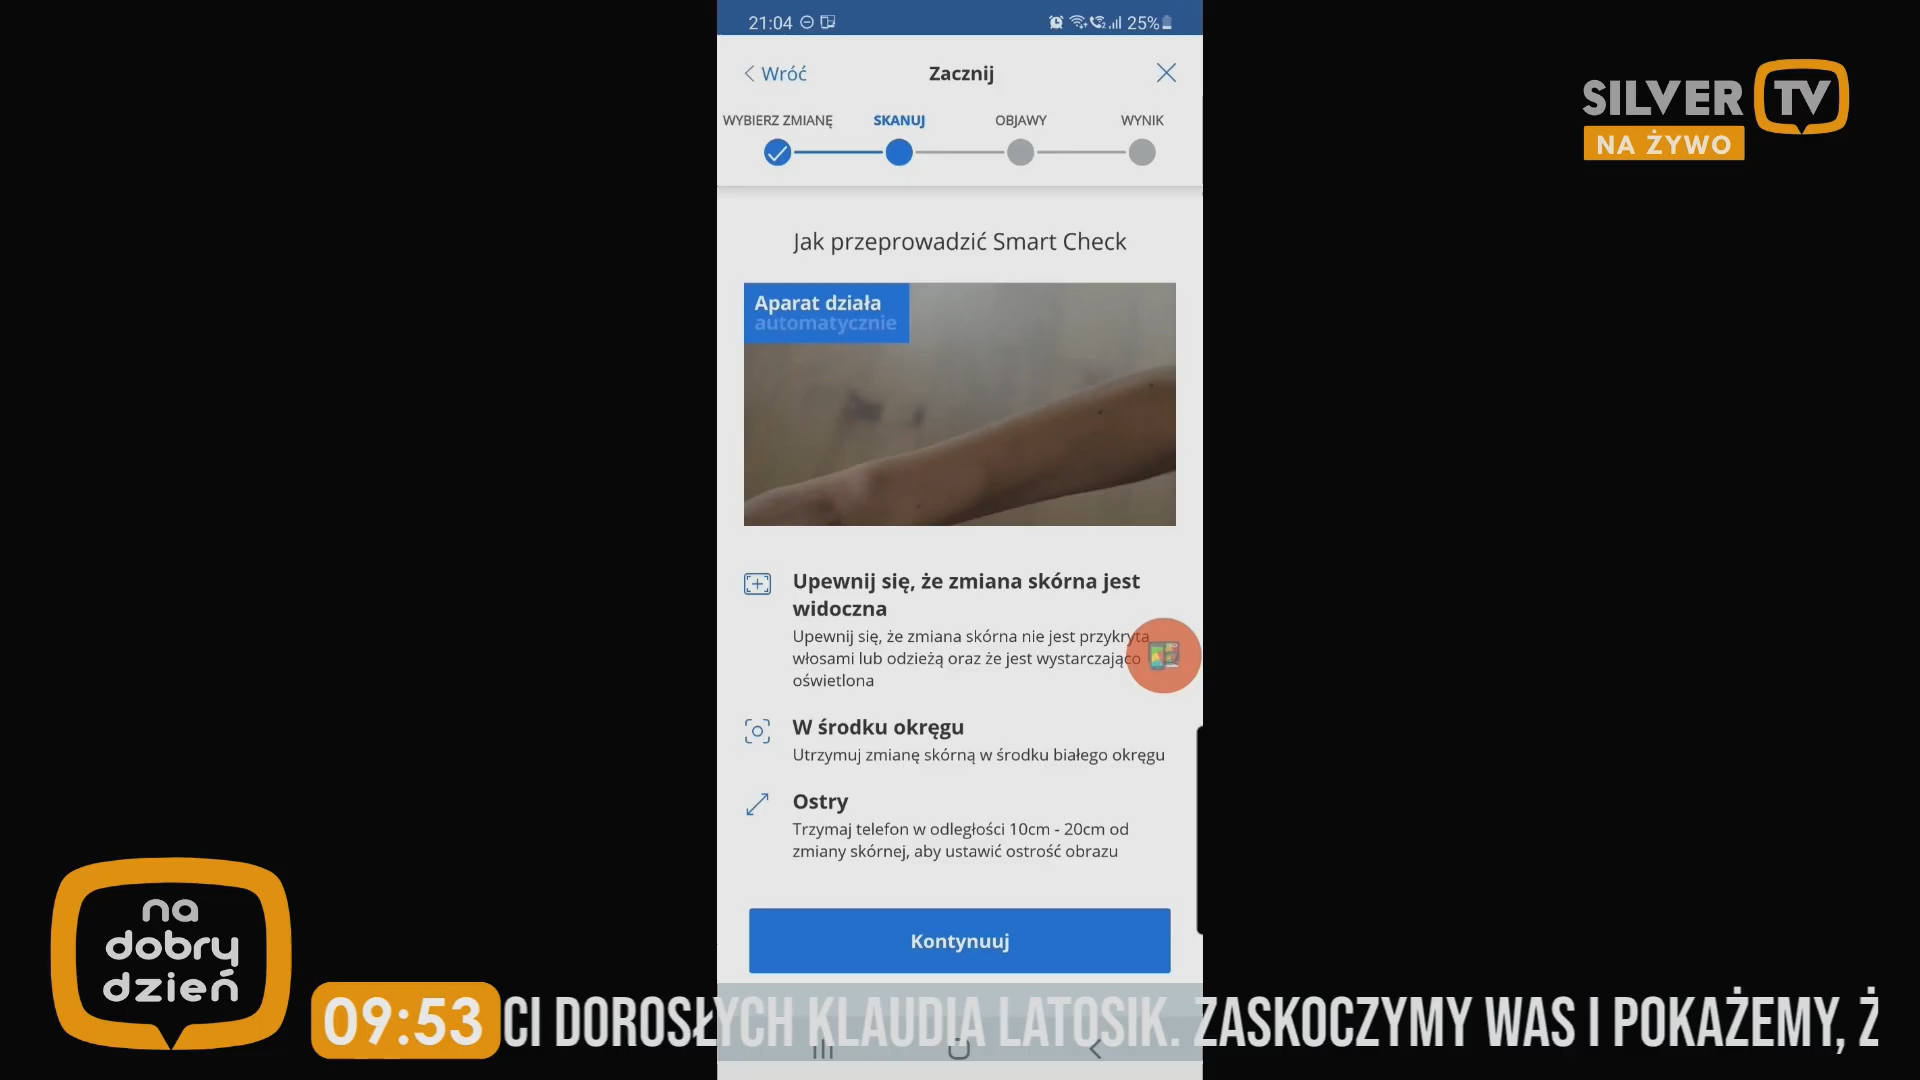 21:04
25%
Wróć
Zacznij
WYBIERZ ZMIANĘ
SKANUJ
OBJAWY
WYNIK
Jak przeprowadzić Smart Check
Aparat działa
automatycznie
Upewnij się, że zmiana skórna jest
widoczna
Upewnij się, że zmiana skórna nie jest przykryta
włosami lub odzieżą oraz że jest wystarczająco
oświetlona
W środku okręgu
Utrzymuj zmianę skórną w środku białego okręgu
Ostry
Trzymaj telefon w odległości 10cm - 20cm od
zmiany skórnej, aby ustawić ostrość obrazu
Kontynuuj
SILVER TV
NA ŻYWO
na
dobry
dzień
09:53 CI DOROSŁYCH KLAUDIA LATOSIK. ZASKOCZYMY WAS I POKAŻEMY, Ż